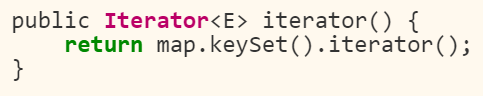 public Iterator<E> iterator() {
    return map.keySet().iterator();
}